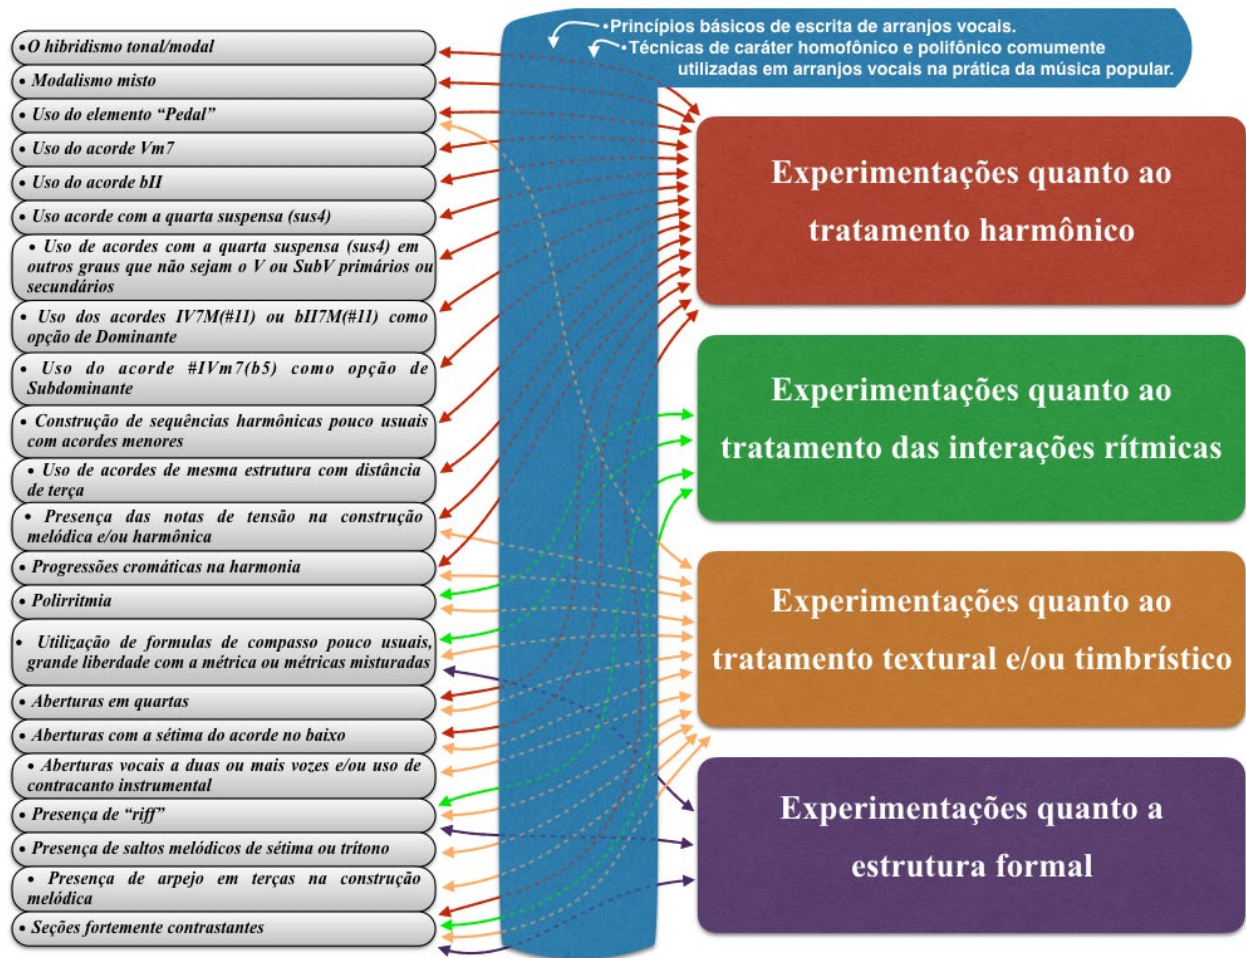 •Princípios básicos de escrita de arranjos vocais.
•Técnicas de caráter homofônico e polifônico comumente
utilizadas em arranjos vocais na prática da música popular.
• O hibridismo tonal/modal
• Modalismo misto
• Uso do elemento “Pedal”
• Uso do acorde Vm7
• Uso do acorde bII
• Uso acorde com a quarta suspensa (sus4)
• Uso de acordes com a quarta suspensa (sus4) em
outros graus que não sejam o V ou SubV primários ou
secundários
• Uso dos acordes IV7M(#11) ou bII7M(#11) como
opção de Dominante
• Uso do acorde #IVm7(b5) como opção de
Subdominante
• Construção de sequências harmônicas pouco usuais
com acordes menores
• Uso de acordes de mesma estrutura com distância
de terça
• Presença das notas de tensão na construção
melódica e/ou harmônica
• Progressões cromáticas na harmonia
• Polirritmia
• Utilização de formulas de compasso pouco usuais,
grande liberdade com a métrica ou métricas misturadas
• Aberturas em quartas
• Aberturas com a sétima do acorde no baixo
• Aberturas vocais a duas ou mais vozes e/ou uso de
contracanto instrumental
• Presença de “riff”
• Presença de saltos melódicos de sétima ou trítono
• Presença de arpejo em terças na construção
melódica
• Seções fortemente contrastantes
Experimentações quanto ao
tratamento harmônico
Experimentações quanto ao
tratamento das interações rítmicas
Experimentações quanto ao
tratamento textural e/ou timbrístico
Experimentações quanto a
estrutura formal